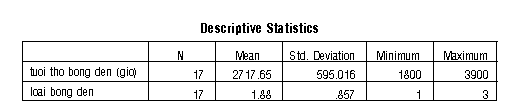 Descriptive Statistics
N Mean Std. Deviation Minimum Maximum
tuoi tho bong den (gio) 17 2717.65 595.016 1800 3900
loai bong den 17 1.88 .857 1 3